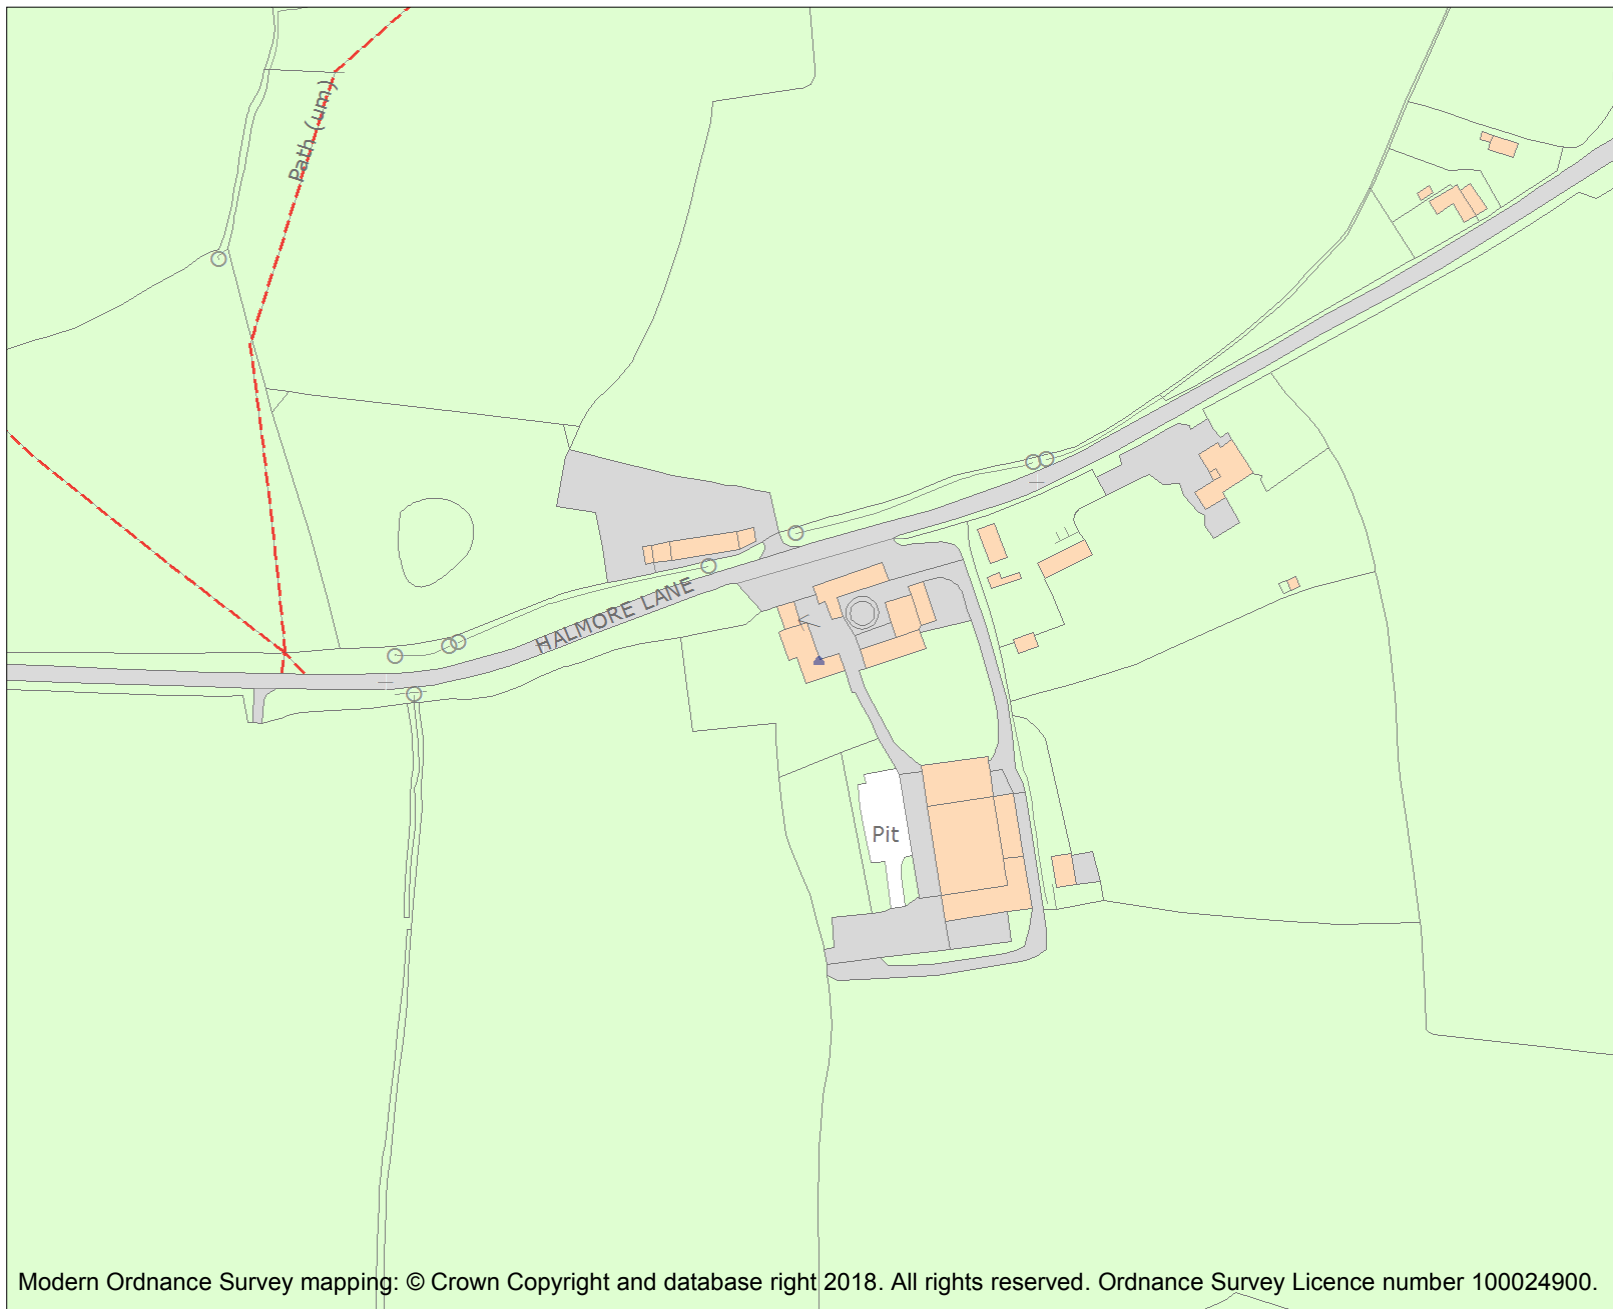 Path (um)
HALMORE LANE
Pit
Modern Ordnance Survey mapping: © Crown Copyright and database right 2018. All rights reserved. Ordnance Survey Licence number 100024900.